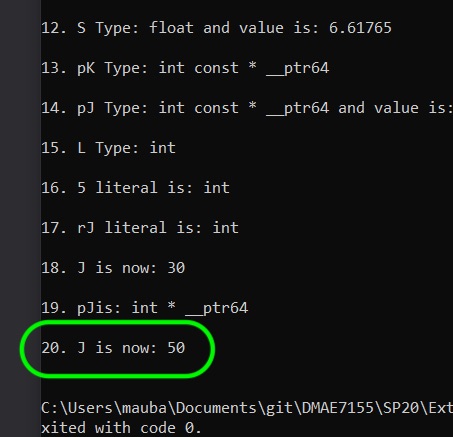 12. S Type: float and value is: 6.61765
13. pK Type: int const * __ptr64
14. pJ Type: int const * __ptr64 and value is:
15. L Type: int
16. 5 literal is: int
17. rJ literal is: int
18. J is now: 30
19. pJis: int * __ptr64
20. J is now: 50
C:\Users\mauba\Documents\git\DMAE7155\SP20\Ext
xited with code 0.